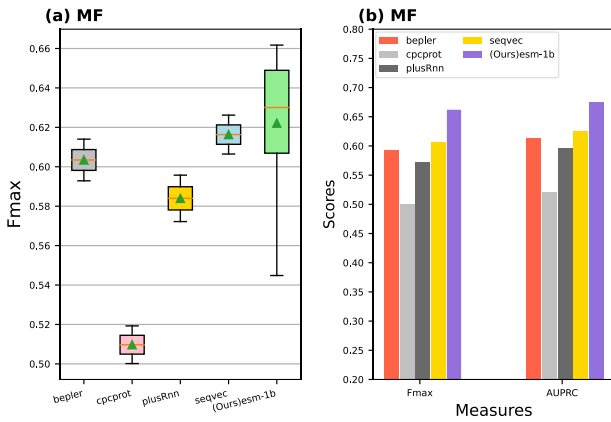 (a) MF
Fmax
0.66
0.64
0.62
0.60
0.58
0.56
0.54
0.52
0.50
bepler
cpcprot
plusRnn
seqvec
(Ours)esm-1b
(b) MF
Scores
0.80
0.75
0.70
0.65
0.60
0.55
0.50
0.45
0.40
0.35
0.30
0.25
0.20
bepler
cpcprot
plusRnn
seqvec
(Ours)esm-1b
Fmax
AUPRC
Measures